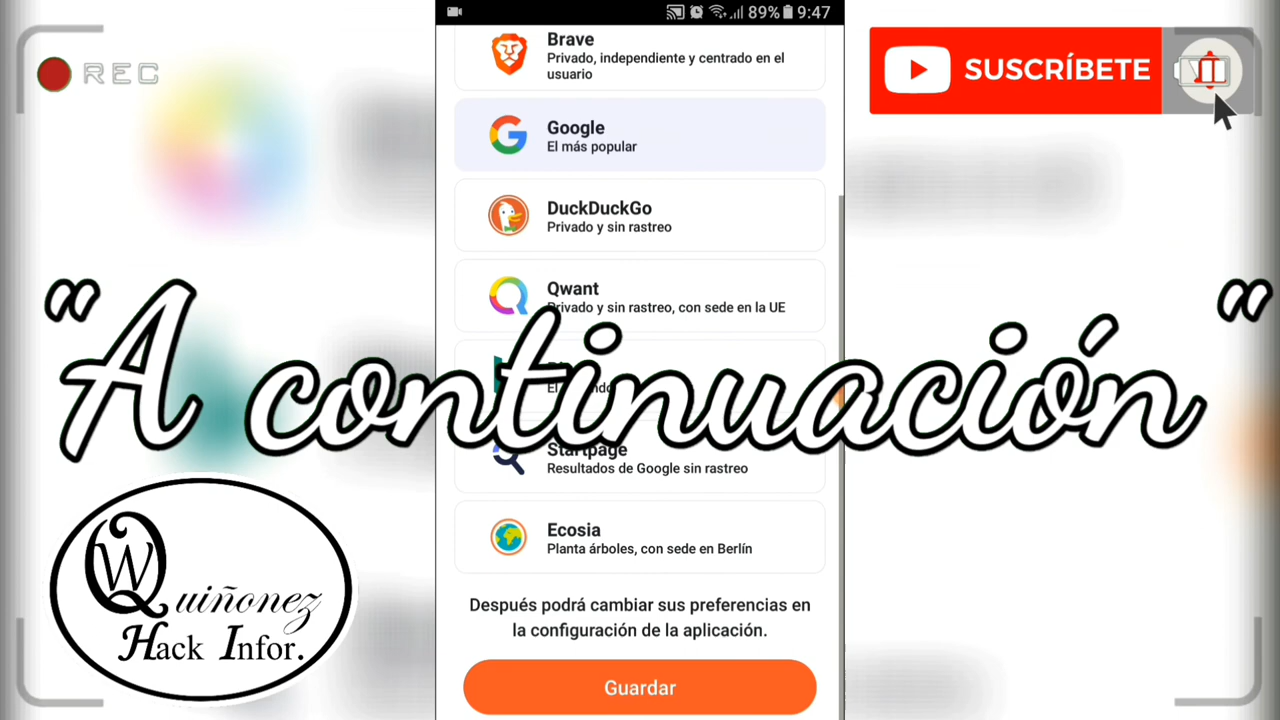 89% 9:47
REC
SUSCRÍBETE
Brave
Privado, independiente y centrado en el
usuario
Google
El más popular
DuckDuckGo
Privado y sin rastreo
Qwant
Privado y sin rastreo, con sede en la UE
“A continuación“
Startpage
Resultados de Google sin rastreo
Ecosia
Planta árboles, con sede en Berlín
Quiñonez
Hack Infor.
Después podrá cambiar sus preferencias en
la configuración de la aplicación.
Guardar